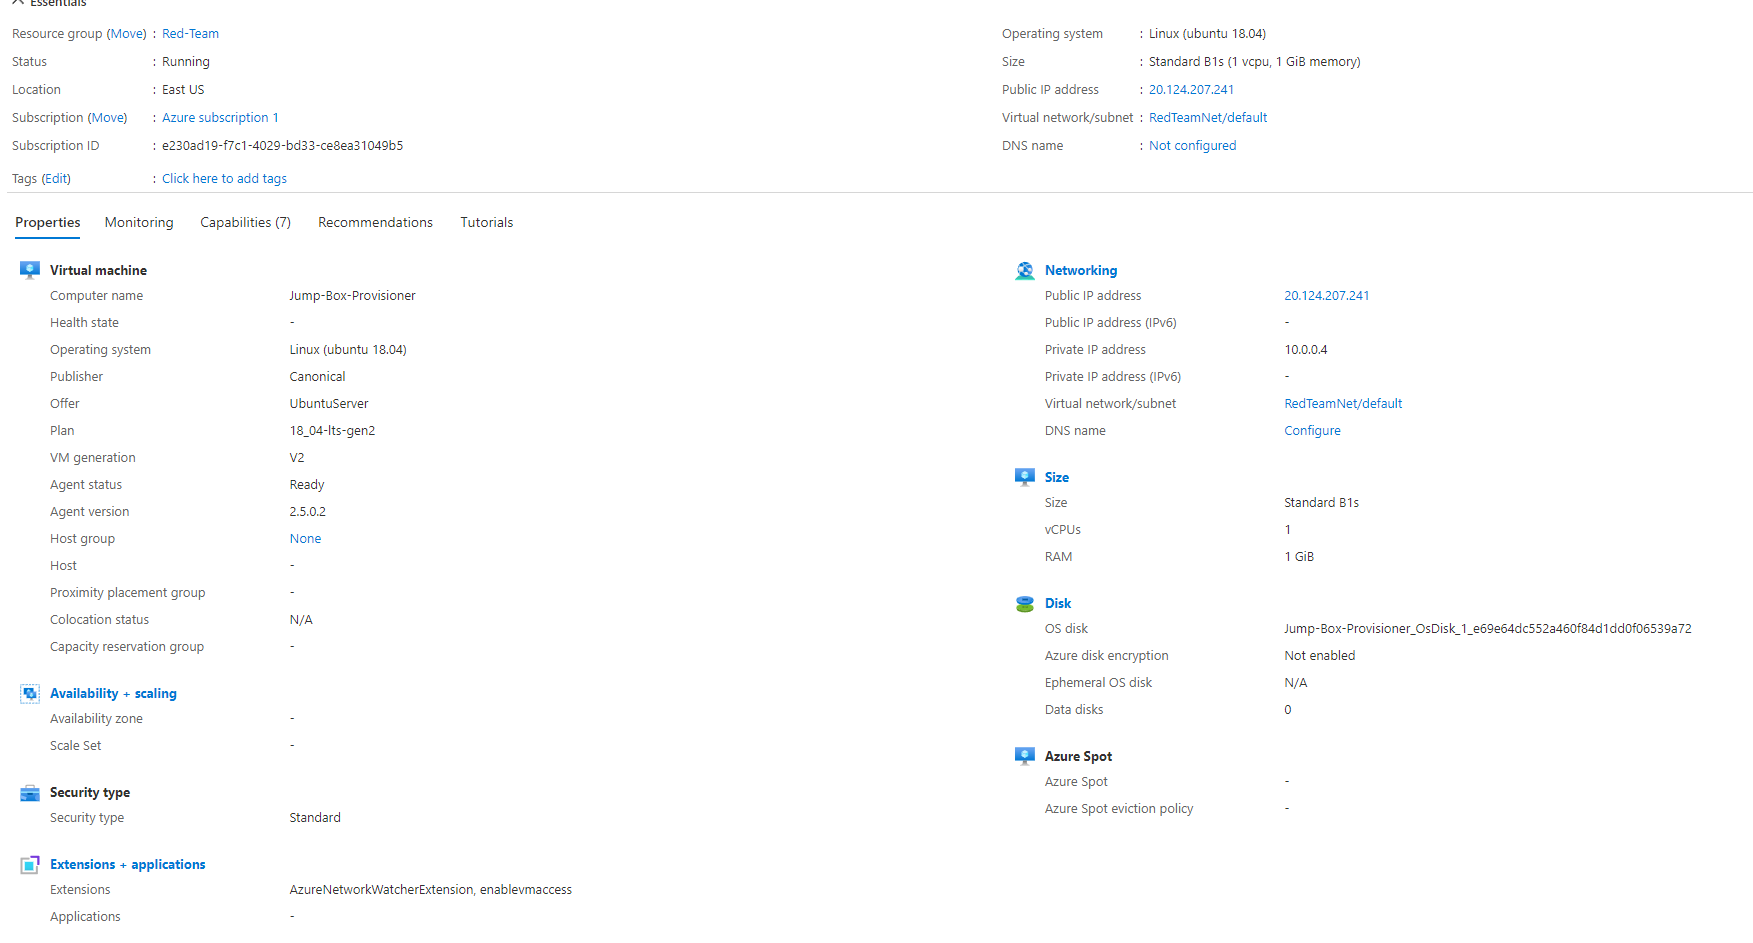 Essentials
Resource group (Move) : Red-Team
Status : Running
Location : East US
Subscription (Move) : Azure subscription 1
Subscription ID : e230ad19-f7c1-4029-bd33-ce8ea31049b5
Tags (Edit) : Click here to add tags
Operating system : Linux (ubuntu 18.04)
Size : Standard B1s (1 vcpu, 1 GiB memory)
Public IP address : 20.124.207.241
Virtual network/subnet : RedTeamNet/default
DNS name : Not configured
Properties Monitoring Capabilities (7) Recommendations Tutorials
Virtual machine
Computer name Jump-Box-Provisioner
Health state -
Operating system Linux (ubuntu 18.04)
Publisher Canonical
Offer UbuntuServer
Plan 18_04-lts-gen2
VM generation V2
Agent status Ready
Agent version 2.5.0.2
Host group None
Host -
Proximity placement group -
Colocation status N/A
Capacity reservation group -
Availability + scaling
Availability zone -
Scale Set -
Security type
Security type Standard
Extensions + applications
Extensions AzureNetworkWatcherExtension, enablevmaccess
Applications -
Networking
Public IP address 20.124.207.241
Public IP address (IPv6) -
Private IP address 10.0.0.4
Private IP address (IPv6) -
Virtual network/subnet RedTeamNet/default
DNS name Configure
Size
Size Standard B1s
vCPUs 1
RAM 1 GiB
Disk
OS disk Jump-Box-Provisioner_OsDisk_1_e69e64dc552a460f84d1dd0f06539a72
Azure disk encryption Not enabled
Ephemeral OS disk N/A
Data disks 0
Azure Spot
Azure Spot -
Azure Spot eviction policy -